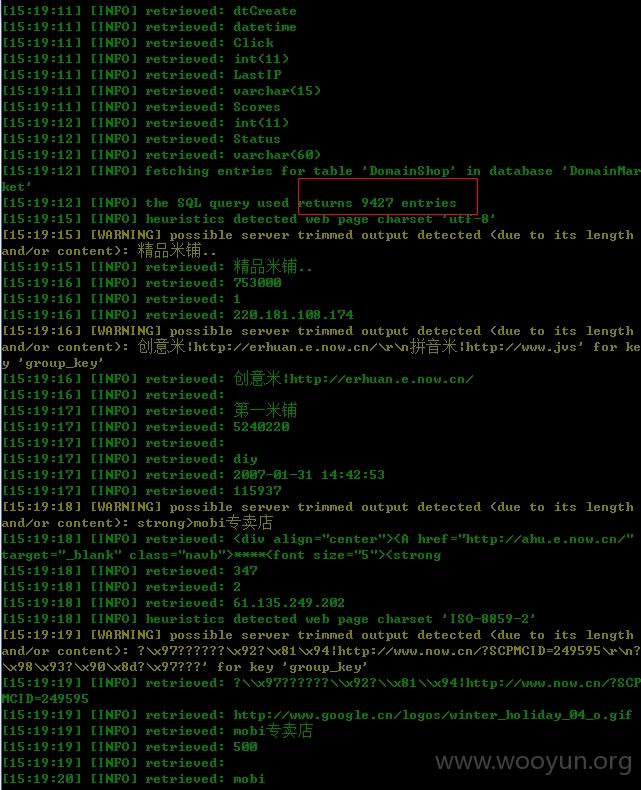 [15:19:11] [INFO] retrieved: dtCreate
[15:19:11] [INFO] retrieved: datetime
[15:19:11] [INFO] retrieved: Click
[15:19:11] [INFO] retrieved: int(11)
[15:19:11] [INFO] retrieved: LastIP
[15:19:11] [INFO] retrieved: varchar(15)
[15:19:11] [INFO] retrieved: Scores
[15:19:12] [INFO] retrieved: int(11)
[15:19:12] [INFO] retrieved: Status
[15:19:12] [INFO] retrieved: varchar(60)
[15:19:12] [INFO] fetching entries for table 'DomainShop' in database 'DomainMar
ket'
[15:19:12] [INFO] the SQL query used returns 9427 entries
[15:19:15] [INFO] heuristics detected web page charset 'utf-8'
[15:19:15] [WARNING] possible server trimmed output detected (due to its length
and/or content): 精品米铺..
[15:19:15] [INFO] retrieved: 精品米铺..
[15:19:16] [INFO] retrieved: 753000
[15:19:16] [INFO] retrieved: 1
[15:19:16] [INFO] retrieved: 220.181.108.174
[15:19:16] [WARNING] possible server trimmed output detected (due to its length
and/or content): 创意米|http://erhuan.e.now.cn/\r\n拼音米|http://www.jvs' for ke
y 'group_key'
[15:19:16] [INFO] retrieved: 创意米|http://erhuan.e.now.cn/
[15:19:16] [INFO] retrieved:
[15:19:17] [INFO] retrieved: 第一米铺
[15:19:17] [INFO] retrieved: 5240220
[15:19:17] [INFO] retrieved:
[15:19:17] [INFO] retrieved: diy
[15:19:17] [INFO] retrieved: 2007-01-31 14:42:53
[15:19:17] [INFO] retrieved: 115937
[15:19:18] [WARNING] possible server trimmed output detected (due to its length
and/or content): strong>mobi专卖店
[15:19:18] [INFO] retrieved: <div align="center"><A href="http://ahu.e.now.cn/"
target="_blank" class="navb">****<font size="5"><strong
[15:19:18] [INFO] retrieved: 347
[15:19:18] [INFO] retrieved: 2
[15:19:18] [INFO] retrieved: 61.135.249.202
[15:19:18] [INFO] heuristics detected web page charset 'ISO-8859-2'
[15:19:19] [WARNING] possible server trimmed output detected (due to its length
and/or content): ?\x97??????\x92?\x81\x94|http://www.now.cn/?SCPMCID=249595\r\n?
\x98\x93?\x90\x8d?\x97???' for key 'group_key'
[15:19:19] [INFO] retrieved: ?\\x97??????\\x92?\\x81\\x94|http://www.now.cn/?SCP
MCID=249595
[15:19:19] [INFO] retrieved: http://www.google.cn/logos/winter_holiday_04_o.gif
[15:19:19] [INFO] retrieved: mobi专卖店
[15:19:19] [INFO] retrieved: 500
[15:19:19] [INFO] retrieved:
[15:19:20] [INFO] retrieved: mobi
www.wooyun.org